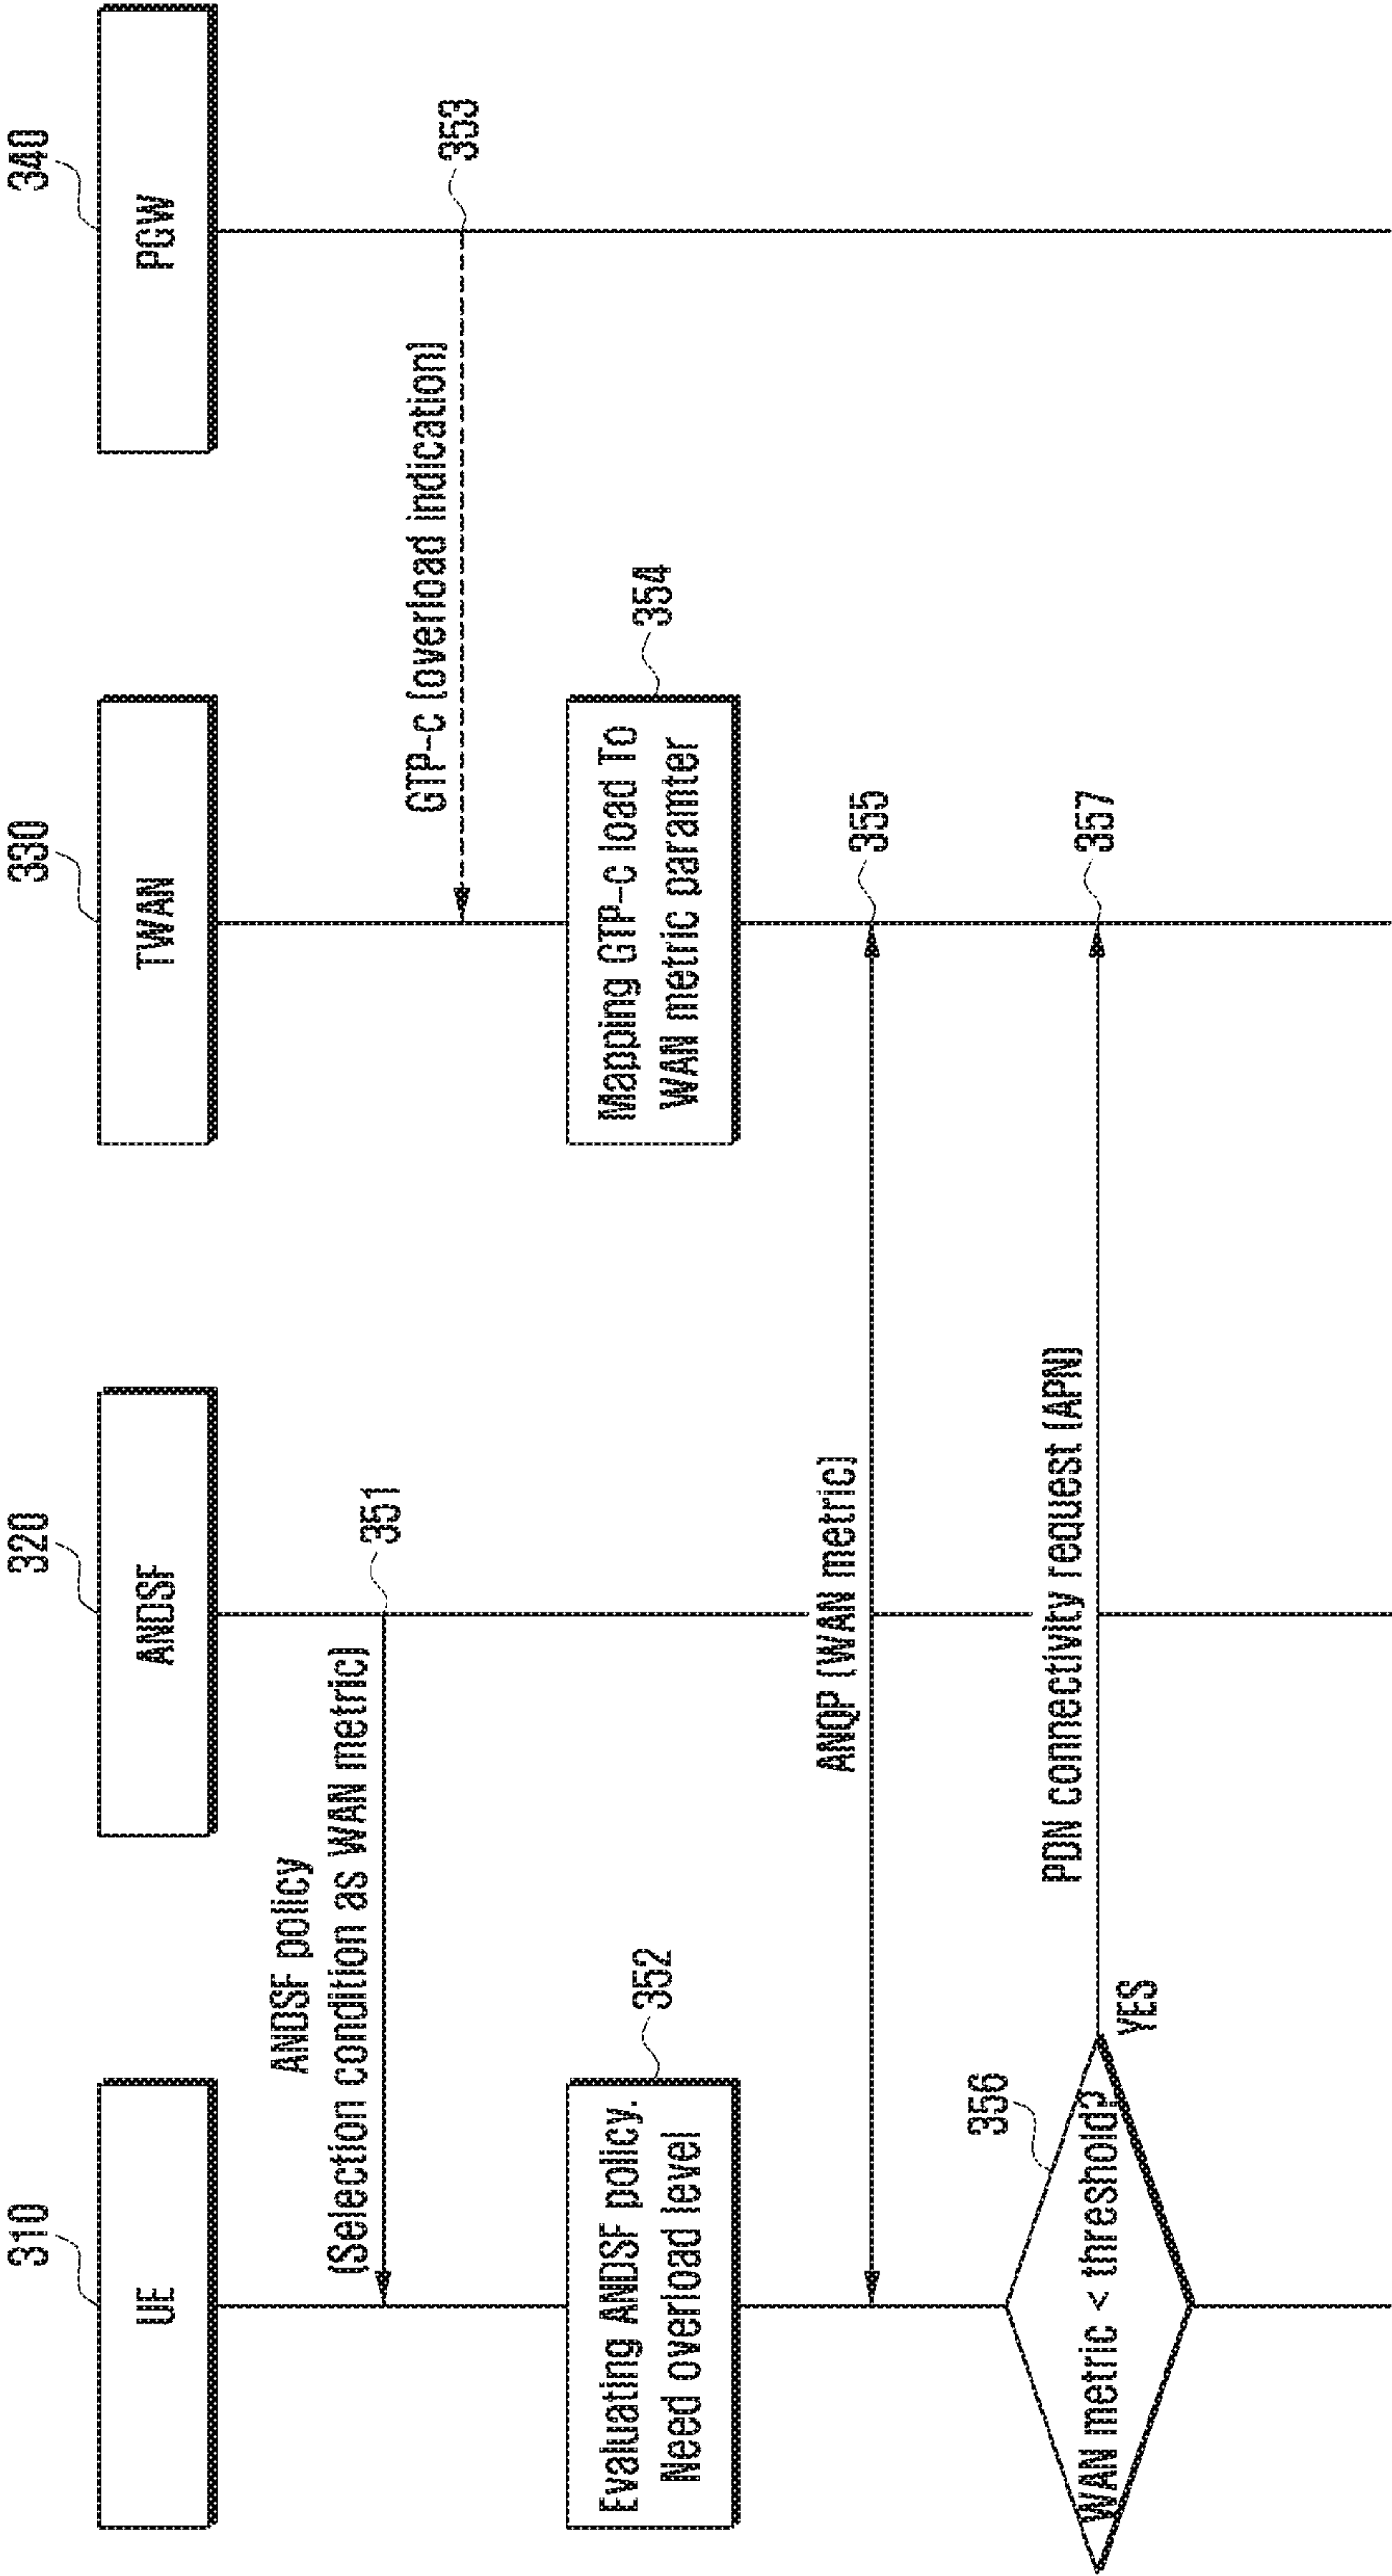 310
UE
320
ANDSF
330
TWAN
340
PGW
ANDSF policy
(Selection condition as WAN metric)
351
GTP-c (overload indication)
353
352
Evaluating ANDSF policy.
Need overload level
354
Mapping GTP-c load To
WAN metric paramter
ANQP (WAN metric)
355
356
WAN metric < threshold?
YES
PDN connectivity request (APN)
357